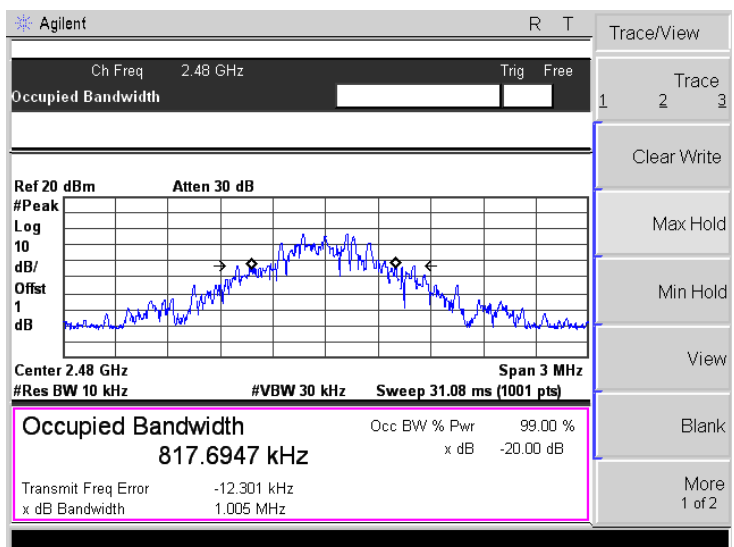 Agilent R T
Trace/View
Ch Freq 2.48 GHz Trig Free
Occupied Bandwidth
Trace
1 2 3
Clear Write
Ref 20 dBm Atten 30 dB
#Peak
Log
10
dB/
Offst
1
dB
Max Hold
Min Hold
View
Center 2.48 GHz Span 3 MHz
#Res BW 10 kHz #VBW 30 kHz Sweep 31.08 ms (1001 pts)
Occupied Bandwidth Occ BW % Pwr 99.00 %
817.6947 kHz x dB -20.00 dB
Blank
Transmit Freq Error -12.301 kHz
x dB Bandwidth 1.005 MHz
More
1 of 2